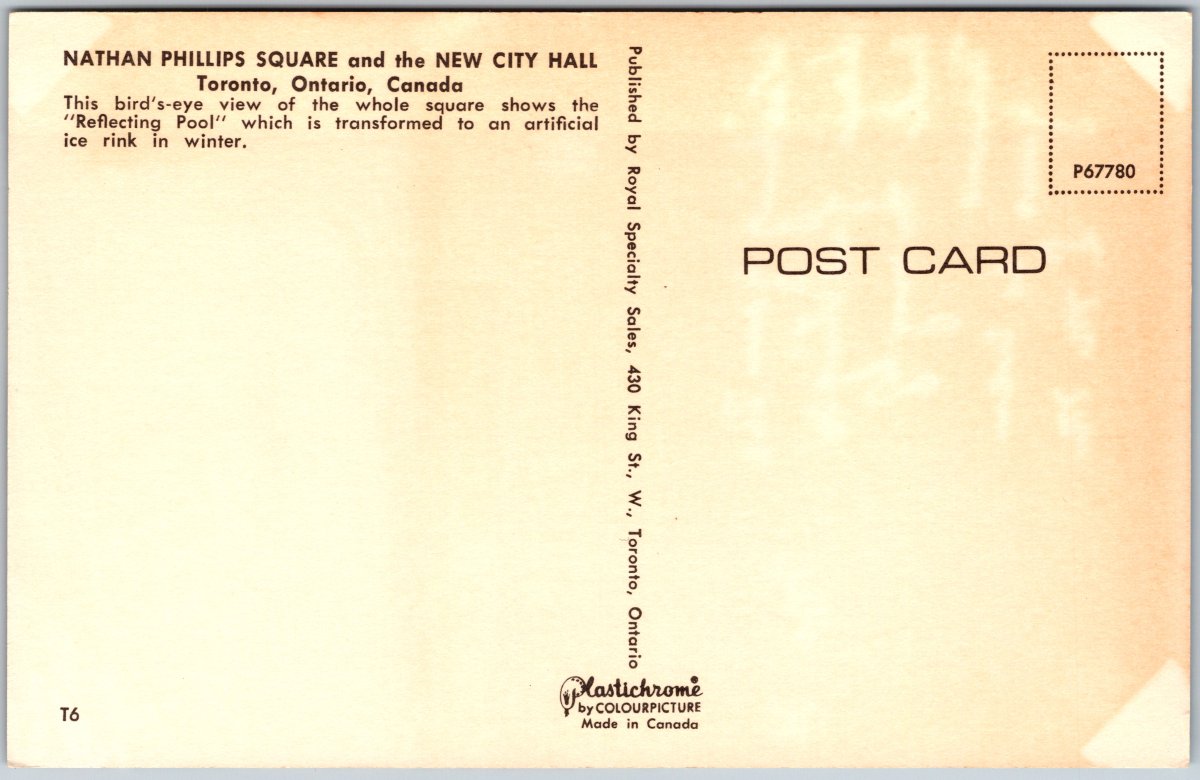 NATHAN PHILLIPS SQUARE and the NEW CITY HALL
Toronto, Ontario, Canada
This bird's-eye view of the whole square shows the
"Reflecting Pool" which is transformed to an artificial
ice rink in winter.
T6
Published by Royal Specialty Sales, 430 King St., W., Toronto, Ontario
Plastichrome®
by COLOURPICTURE
Made in Canada
P67780
POST CARD